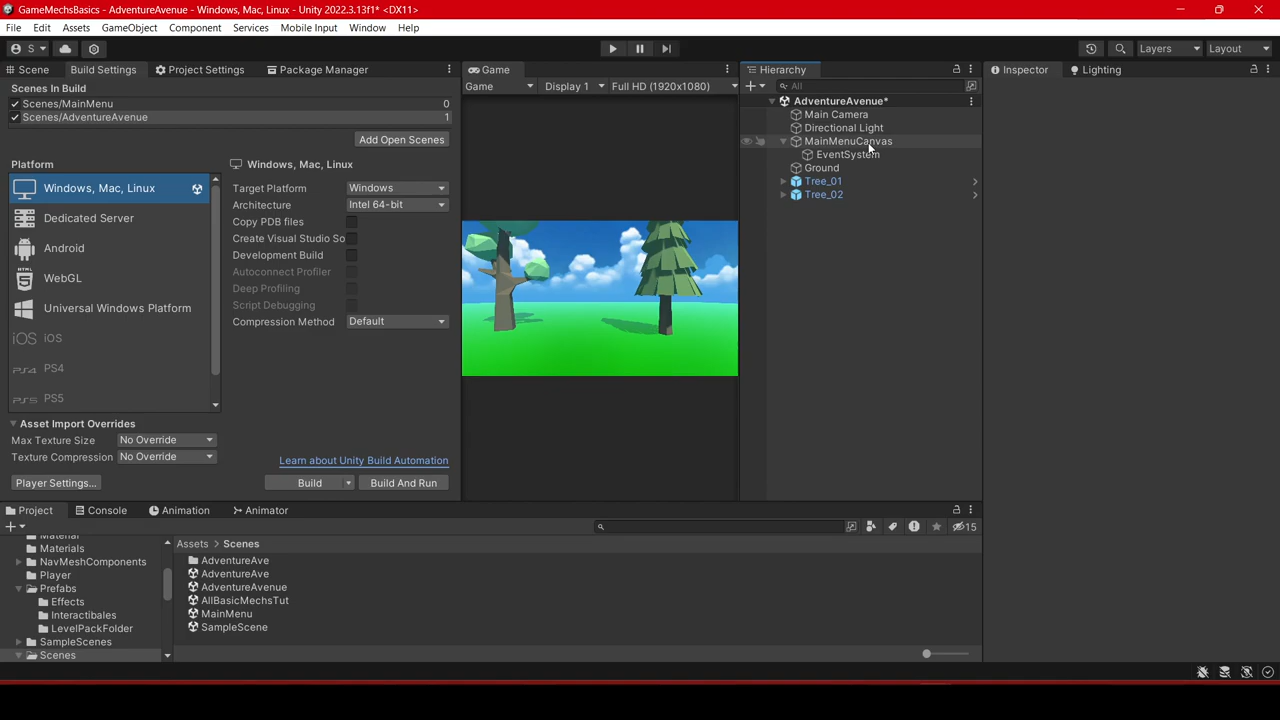 GameMechsBasics - AdventureAvenue - Windows, Mac, Linux - Unity 2022.3.13f1* <DX11>
File Edit Assets GameObject Component Services Mobile Input Window Help
S Layers Layout
Scene Build Settings Project Settings Package Manager Game Hierarchy Inspector Lighting
Scenes In Build Game Display 1 Full HD (1920x1080) All
Scenes/MainMenu 0 AdventureAvenue*
Scenes/AdventureAvenue 1 Main Camera
Add Open Scenes Directional Light
MainMenuCanvas
EventSystem
Platform Windows, Mac, Linux Ground
Windows, Mac, Linux Target Platform Windows Tree_01
Dedicated Server Architecture Intel 64-bit Tree_02
Android Copy PDB files
WebGL Create Visual Studio So
Universal Windows Platform Development Build
iOS iOS Autoconnect Profiler
PS4 PS4 Deep Profiling
PS5 PS5 Script Debugging
Compression Method Default
Asset Import Overrides
Max Texture Size No Override
Texture Compression No Override
Learn about Unity Build Automation
Player Settings... Build Build And Run
Project Console Animation Animator
15
Material Assets > Scenes
Materials AdventureAve
NavMeshComponents AdventureAve
Player AdventureAvenue
Prefabs AllBasicMechsTut
Effects MainMenu
Interactibales SampleScene
LevelPackFolder
SampleScenes
Scenes